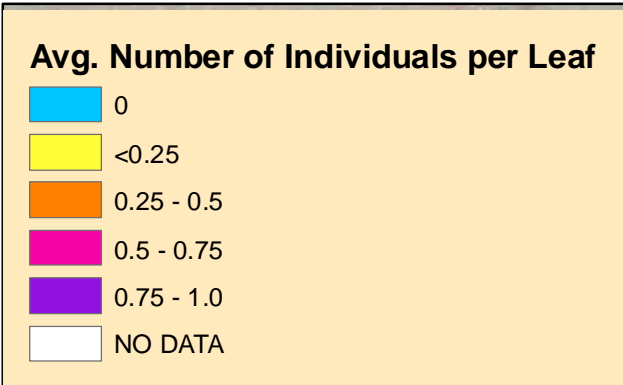 Avg. Number of Individuals per Leaf
0
<0.25
0.25 - 0.5
0.5 - 0.75
0.75 - 1.0
NO DATA